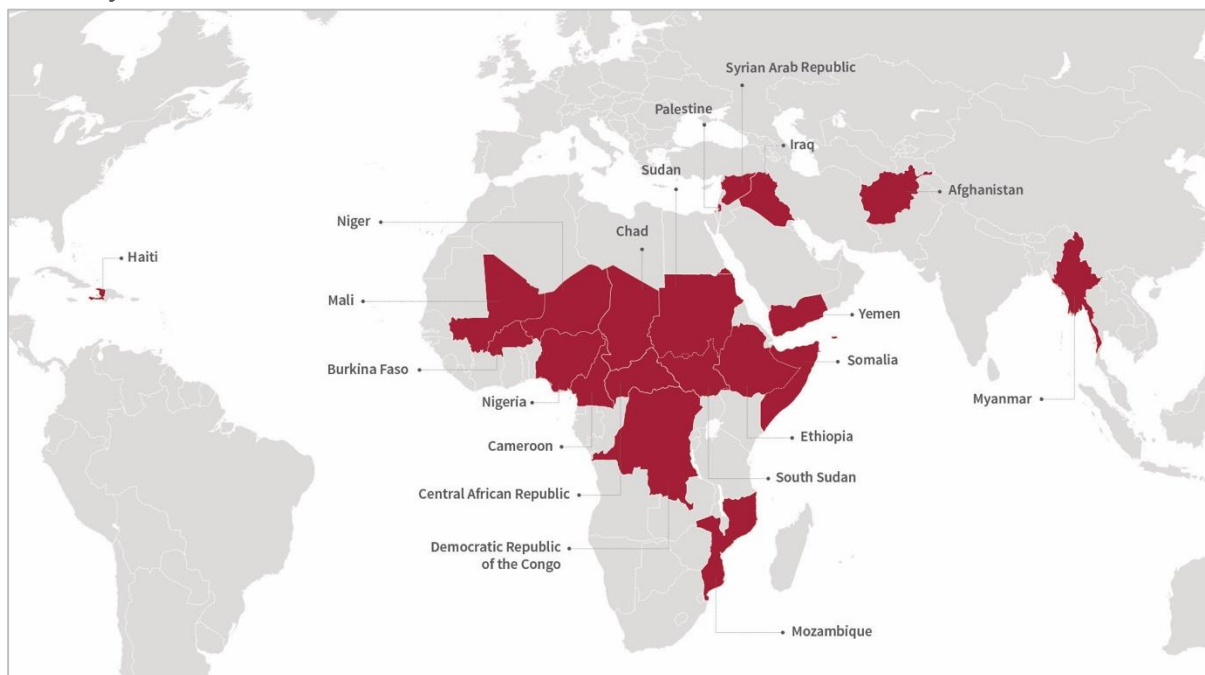 Syrian Arab Republic
Palestine
Iraq
Sudan
Afghanistan
Niger
Chad
Haiti
Mali
Yemen
Somalia
Burkina Faso
Nigeria
Myanmar
Ethiopia
Cameroon
South Sudan
Central African Republic
Democratic Republic
of the Congo
Mozambique